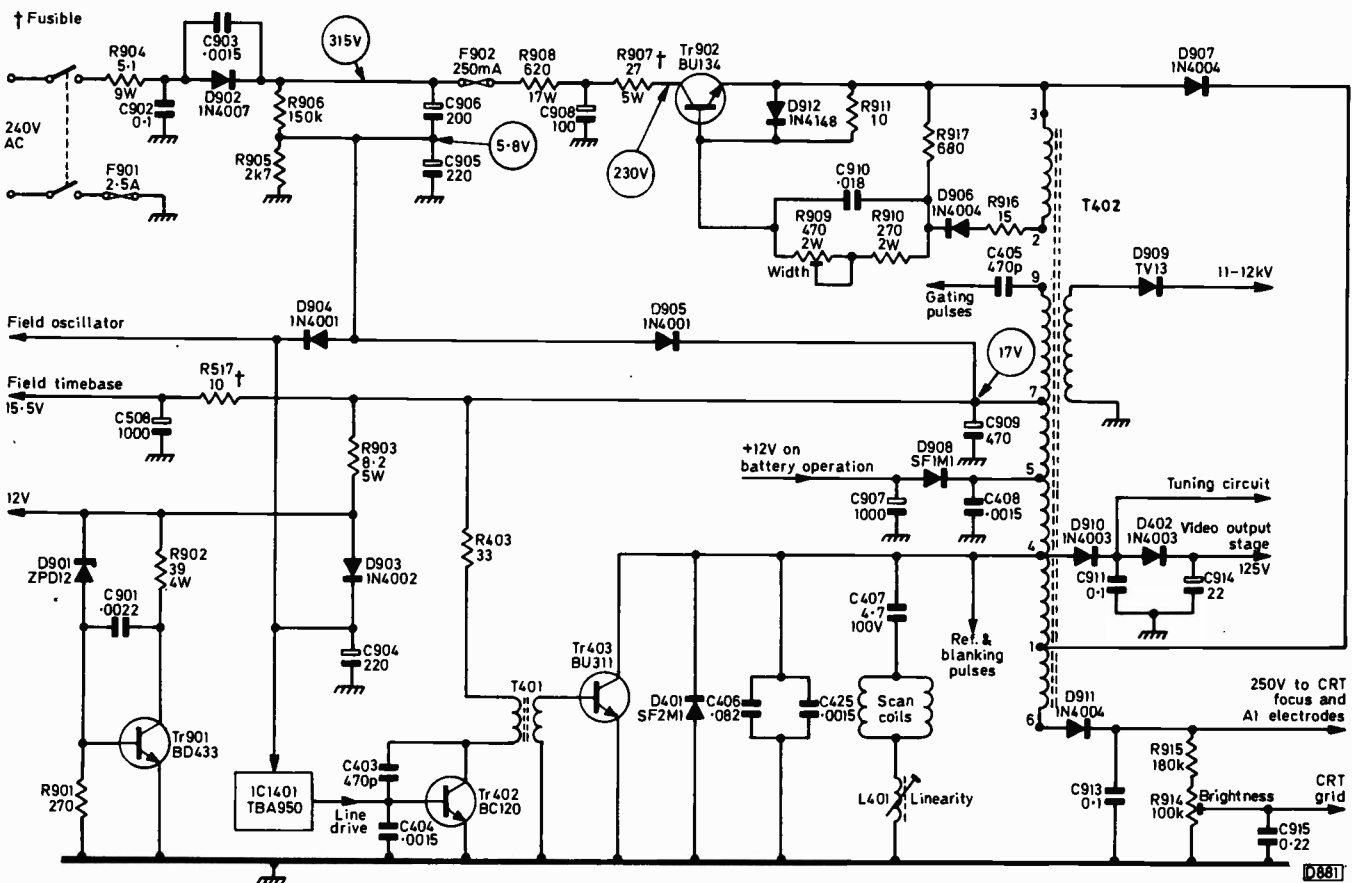 † Fusible
R904
5·1
9W
C903
·0015
D902
1N4007
C902
0·1
240V
AC
F901
2·5A
R906
150k
R905
2k7
315V
C906
200
5·8V
C905
220
F902
250mA
R908
620
17W
C908
100
R907 †
27
5W
230V
Tr902
BU134
D912
1N4148
R911
10
R917
680
C910
·018
R909
470
2W
Width
R910
270
2W
D906
1N4004
R916
15
D907
1N4004
3
2
T402
C405
470p
9
Gating
pulses
D909
TV13
11-12kV
Field oscillator
D904
1N4001
D905
1N4001
17V
Field timebase
15·5V
R517
10 †
C508
1000
7
C909
470
R903
8·2
5W
+12V on
battery operation
D908
SF1M1
5
C907
1000
C408
·0015
Tuning circuit
12V
D901
ZPD12
R902
39
4W
C901
·0022
D903
1N4002
R403
33
4
D910
1N4003
D402
1N4003
Video output
stage
125V
C911
0·1
C914
22
C904
220
Tr403
BU311
T401
C407
4·7
100V
Ref. &
blanking
pulses
1
D401
SF2M1
C406
·082
C425
·0015
Scan
coils
D911
1N4004
6
250V to CRT
focus and
A1 electrodes
Tr901
BD433
R901
270
IC1401
TBA950
Line
drive
C403
470p
C404
·0015
Tr402
BC120
L401
Linearity
C913
0·1
R915
180k
R914
100k
Brightness
CRT
grid
C915
0·22
D881